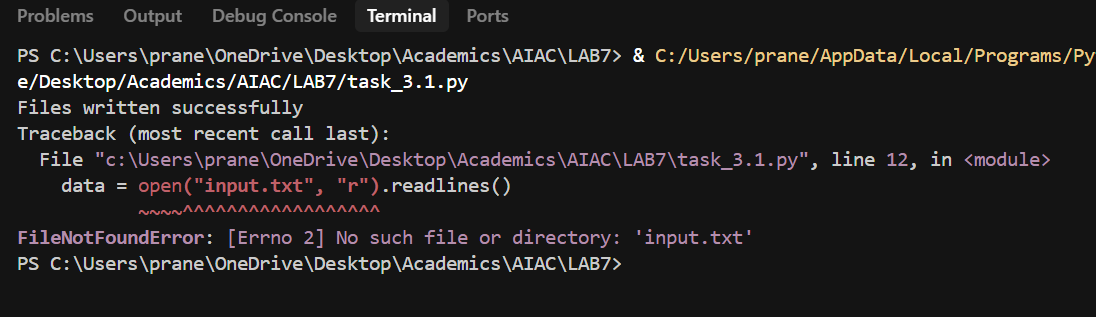 Problems Output Debug Console Terminal Ports
PS C:\Users\prane\OneDrive\Desktop\Academics\AIAC\LAB7> & C:/Users/prane/AppData/Local/Programs/Py
e/Desktop/Academics/AIAC/LAB7/task_3.1.py
Files written successfully
Traceback (most recent call last):
  File "c:\Users\prane\OneDrive\Desktop\Academics\AIAC\LAB7\task_3.1.py", line 12, in <module>
    data = open("input.txt", "r").readlines()
           ~~~~^^^^^^^^^^^^^^^^^^
FileNotFoundError: [Errno 2] No such file or directory: 'input.txt'
PS C:\Users\prane\OneDrive\Desktop\Academics\AIAC\LAB7>